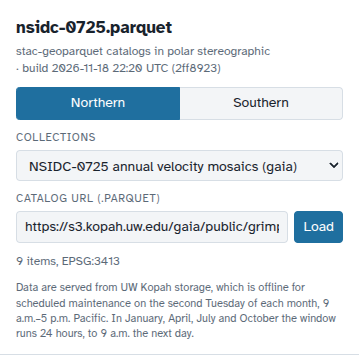 nsidc-0725.parquet
stac-geoparquet catalogs in polar stereographic
· build 2026-11-18 22:20 UTC (2ff8923)
Northern Southern
COLLECTIONS
NSIDC-0725 annual velocity mosaics (gaia)
CATALOG URL (.PARQUET)
https://s3.kopah.uw.edu/gaia/public/grimp Load
9 items, EPSG:3413
Data are served from UW Kopah storage, which is offline for
scheduled maintenance on the second Tuesday of each month, 9
a.m.–5 p.m. Pacific. In January, April, July and October the window
runs 24 hours, to 9 a.m. the next day.